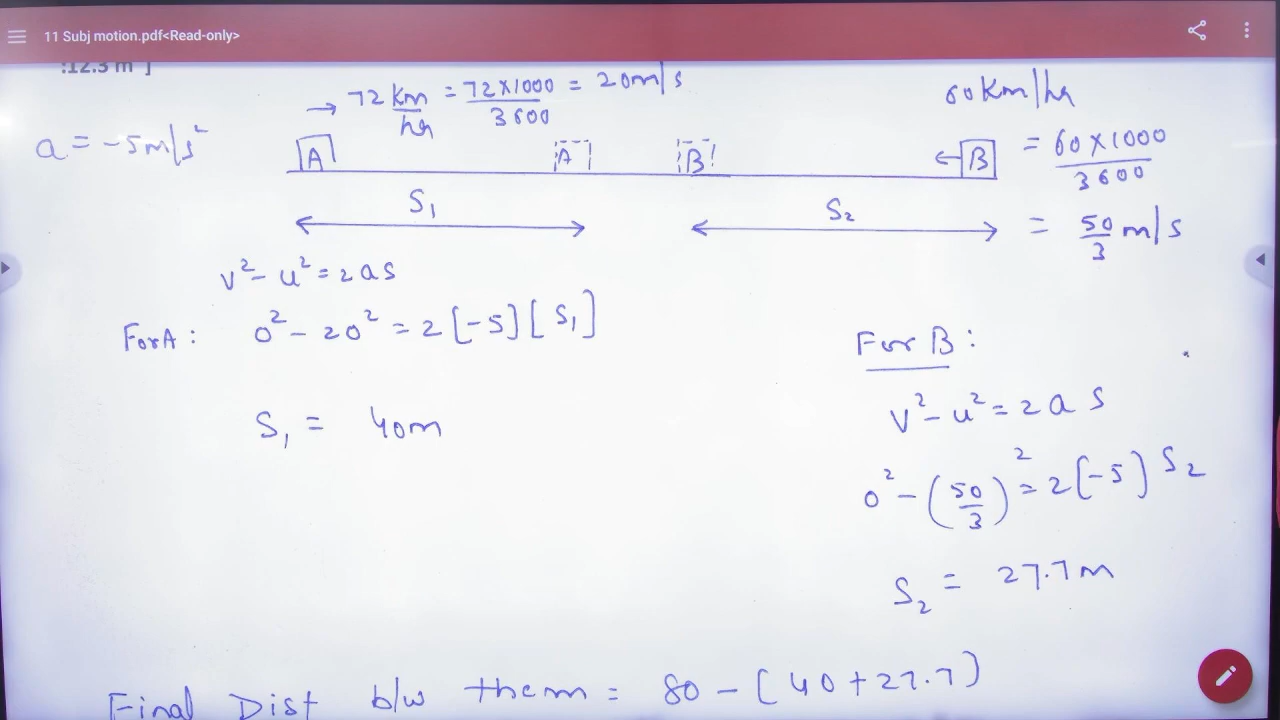 11 Subj motion.pdf<Read-only>
:12.3 m ]
→ 72 km/hr = 72×1000/3600 = 20m/s
60Km/hr
a = -5m/s²
A A B ← B
= 60×1000/3600
S₁ S₂
= 50/3 m/s
v² - u² = 2as
For A : 0² - 20² = 2[-5][S₁]
For B :
S₁ = 40m
v² - u² = 2as
0² - (50/3)² = 2(-5) S₂
S₂ = 27.7m
Final Dist b/w them = 80 - [40+27.7)